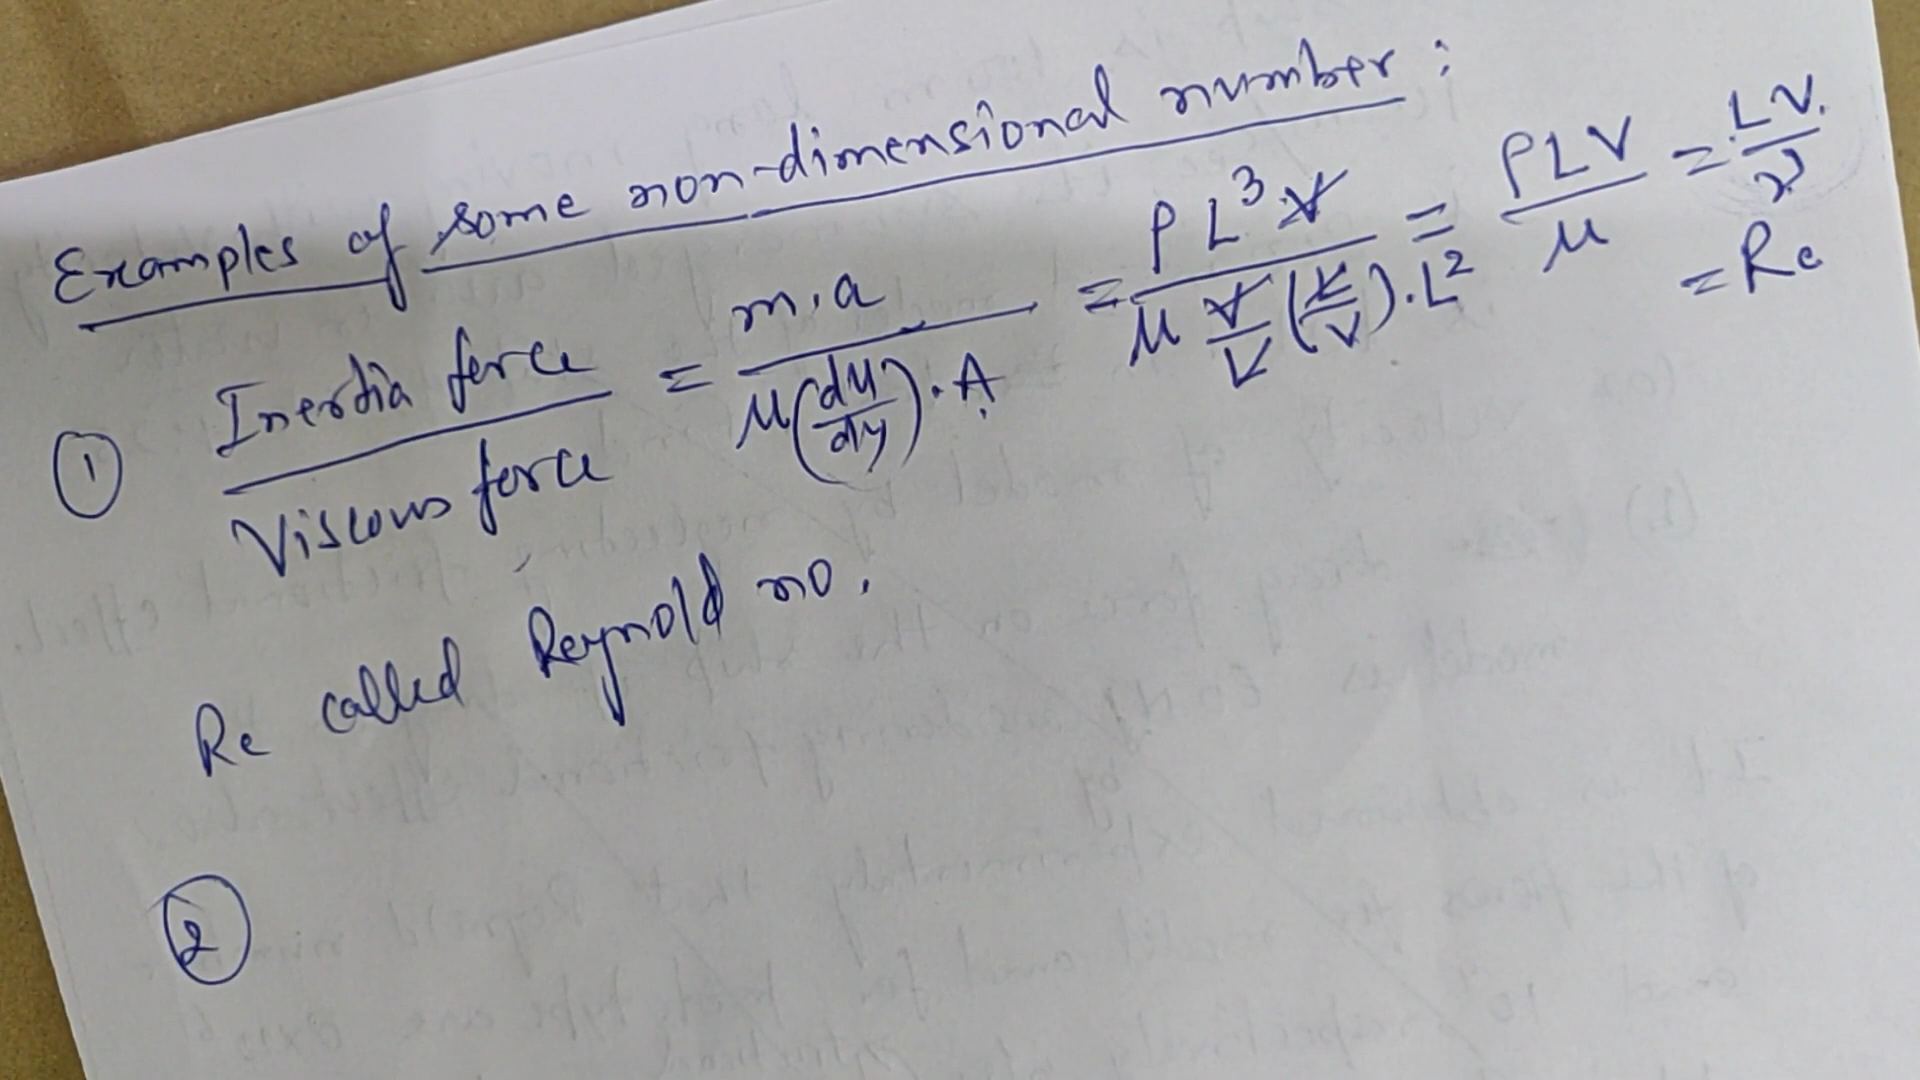 Examples of some non-dimensional number:
① Inertia force / Viscous force = m.a / μ(du/dy).A = ρL³V / μ V/L (L/V).L² = ρLV / μ = LV. / ν
= Re
Re called Reynold no.
②